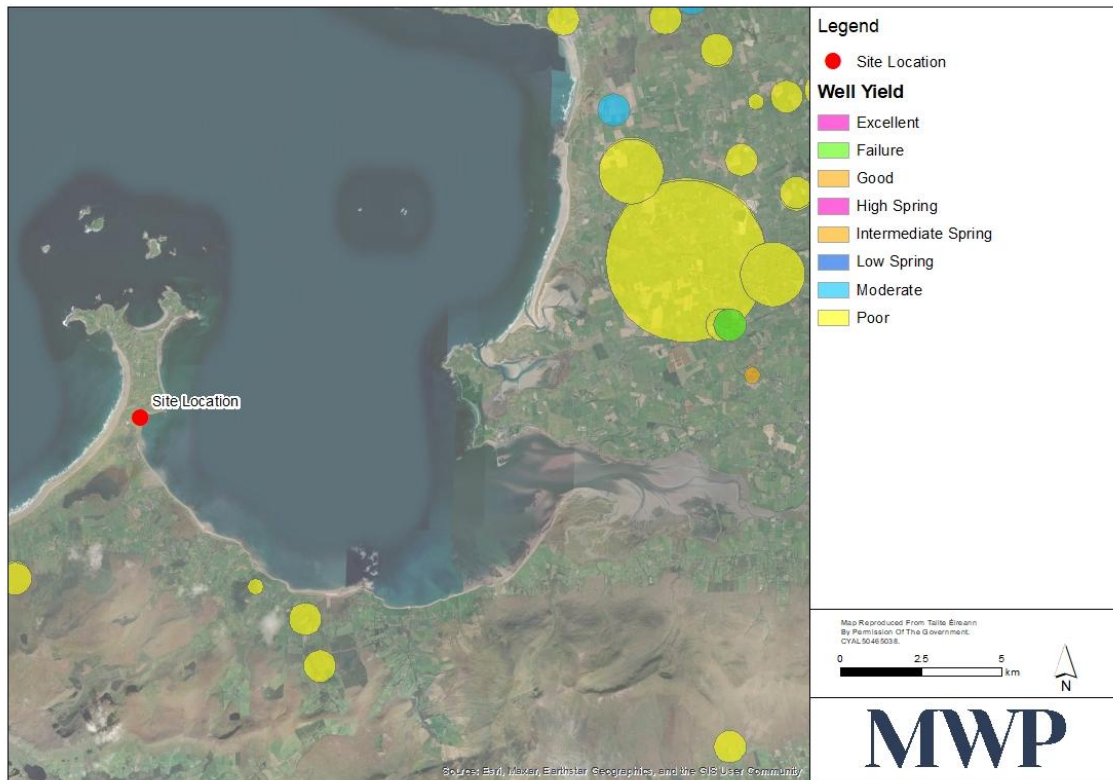 Legend
Site Location
Well Yield
Excellent
Failure
Good
High Spring
Intermediate Spring
Low Spring
Moderate
Poor
Site Location
Map Reproduced From Tailte Éireann
By Permission Of The Government.
CYAL50465038.
0 2.5 5
km
N
MWP
Source: Esri, Maxar, Earthstar Geographics, and the GIS User Community